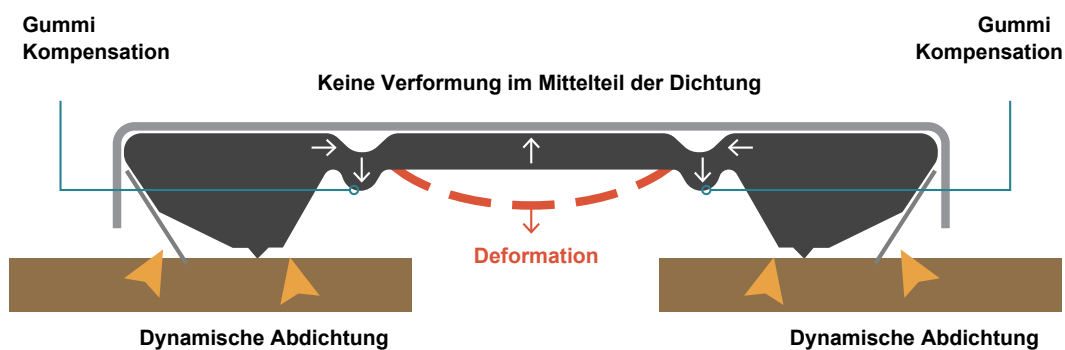 Gummi
Kompensation
Gummi
Kompensation
Keine Verformung im Mittelteil der Dichtung
Deformation
Dynamische Abdichtung
Dynamische Abdichtung